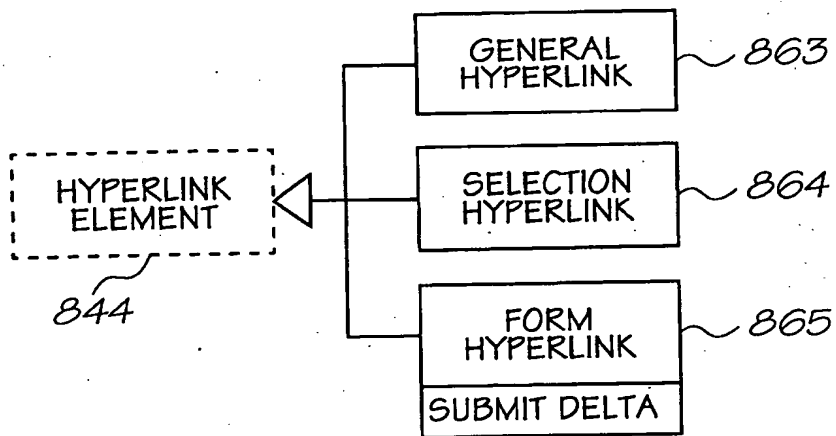 GENERAL
HYPERLINK
863
HYPERLINK
ELEMENT
844
SELECTION
HYPERLINK
864
FORM
HYPERLINK
865
SUBMIT DELTA